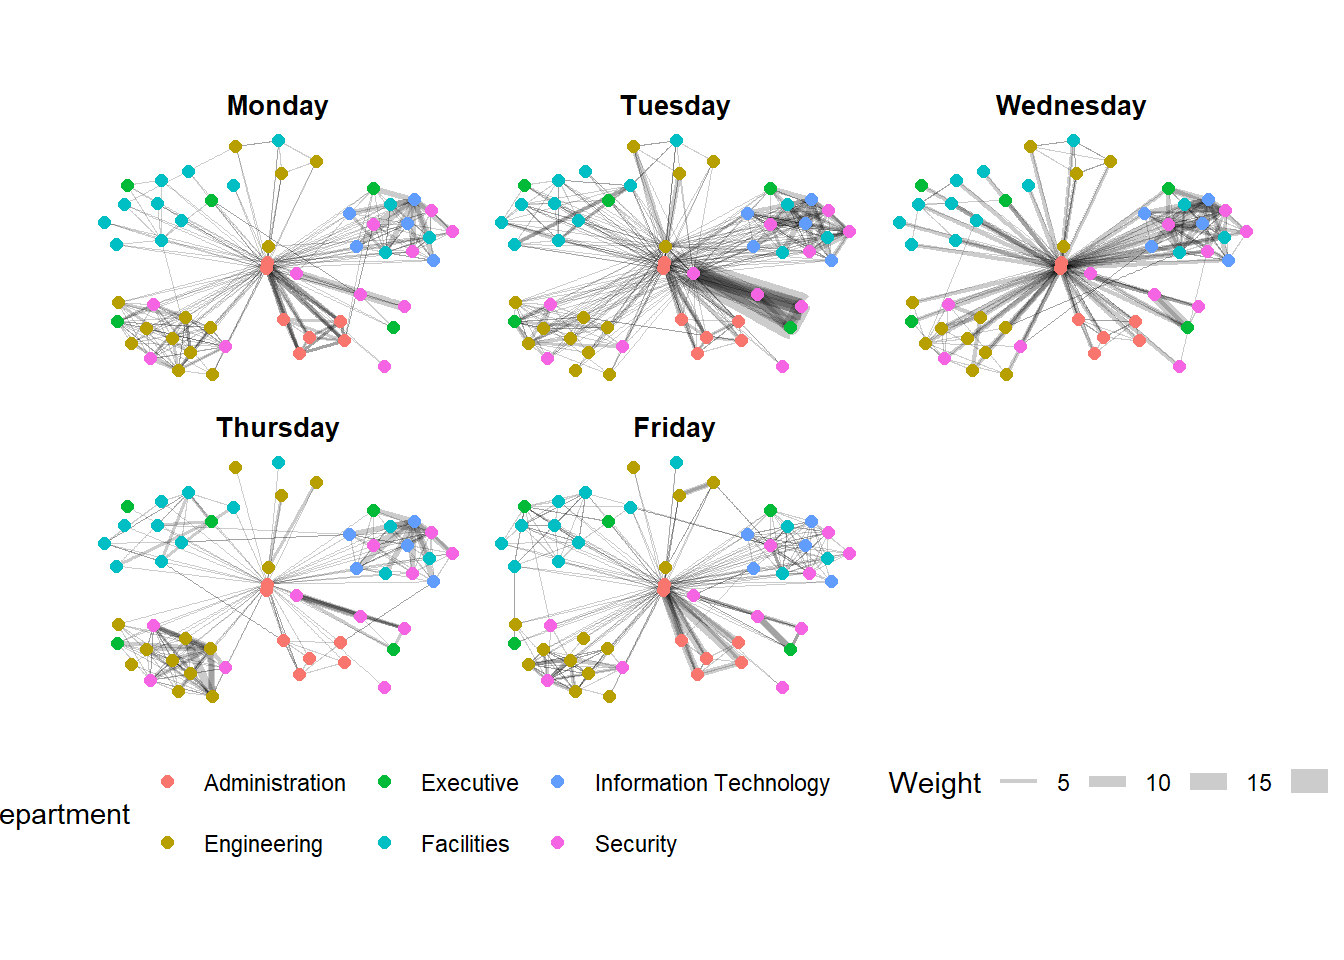 Monday
Tuesday
Wednesday
Thursday
Friday
epartment
Administration
Executive
Information Technology
Engineering
Facilities
Security
Weight
5
10
15